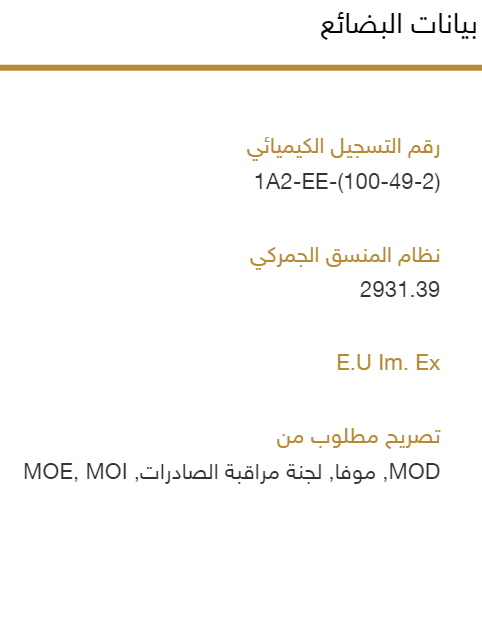 بيانات البضائع
رقم التسجيل الكيميائي
1A2-EE-(100-49-2)
نظام المنسق الجمركي
2931.39
E.U Im. Ex
تصريح مطلوب من
MOD, موفا, لجنة مراقبة الصادرات, MOE, MOI